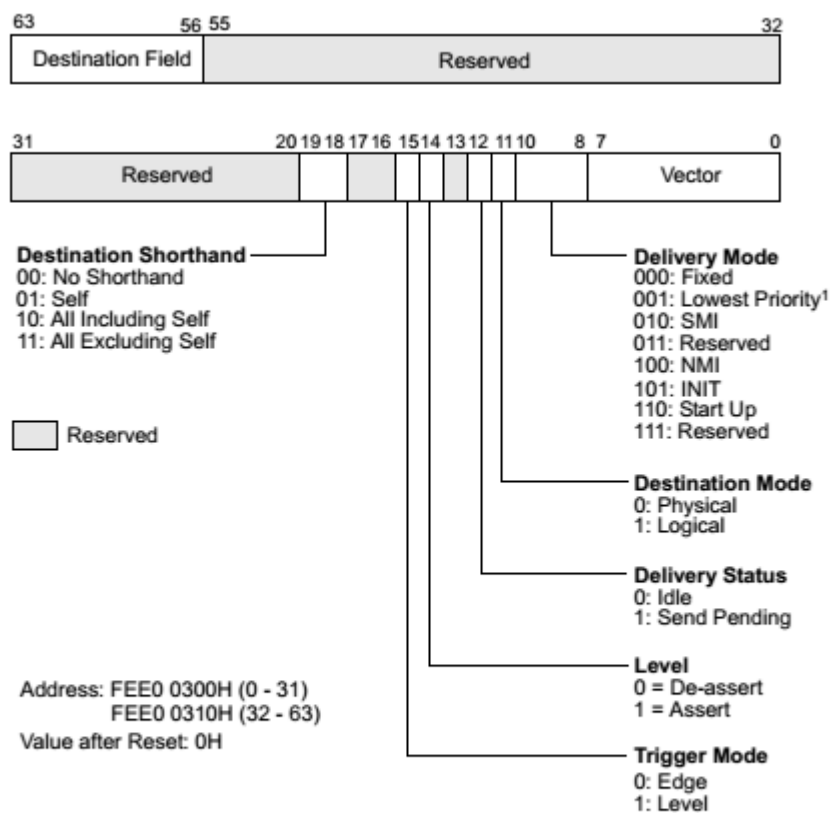 63 56 55 32
Destination Field Reserved
31 20 19 18 17 16 15 14 13 12 11 10 8 7 0
Reserved Vector
Destination Shorthand
00: No Shorthand
01: Self
10: All Including Self
11: All Excluding Self
Reserved
Delivery Mode
000: Fixed
001: Lowest Priority¹
010: SMI
011: Reserved
100: NMI
101: INIT
110: Start Up
111: Reserved
Destination Mode
0: Physical
1: Logical
Delivery Status
0: Idle
1: Send Pending
Level
0 = De-assert
1 = Assert
Trigger Mode
0: Edge
1: Level
Address: FEE0 0300H (0 - 31)
FEE0 0310H (32 - 63)
Value after Reset: 0H